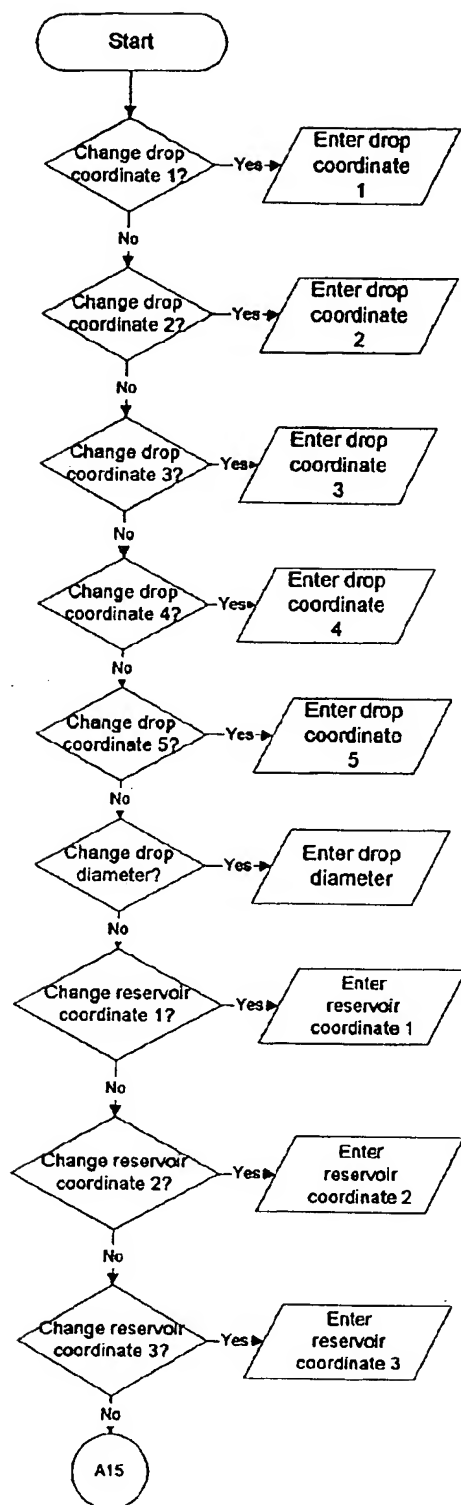 Start
Change drop
coordinate 1?
Yes
Enter drop
coordinate
1
No
Change drop
coordinate 2?
Yes
Enter drop
coordinate
2
No
Change drop
coordinate 3?
Yes
Enter drop
coordinate
3
No
Change drop
coordinate 4?
Yes
Enter drop
coordinate
4
No
Change drop
coordinate 5?
Yes
Enter drop
coordinate
5
No
Change drop
diameter?
Yes
Enter drop
diameter
No
Change reservoir
coordinate 1?
Yes
Enter
reservoir
coordinate 1
No
Change reservoir
coordinate 2?
Yes
Enter
reservoir
coordinate 2
No
Change reservoir
coordinate 3?
Yes
Enter
reservoir
coordinate 3
No
A15